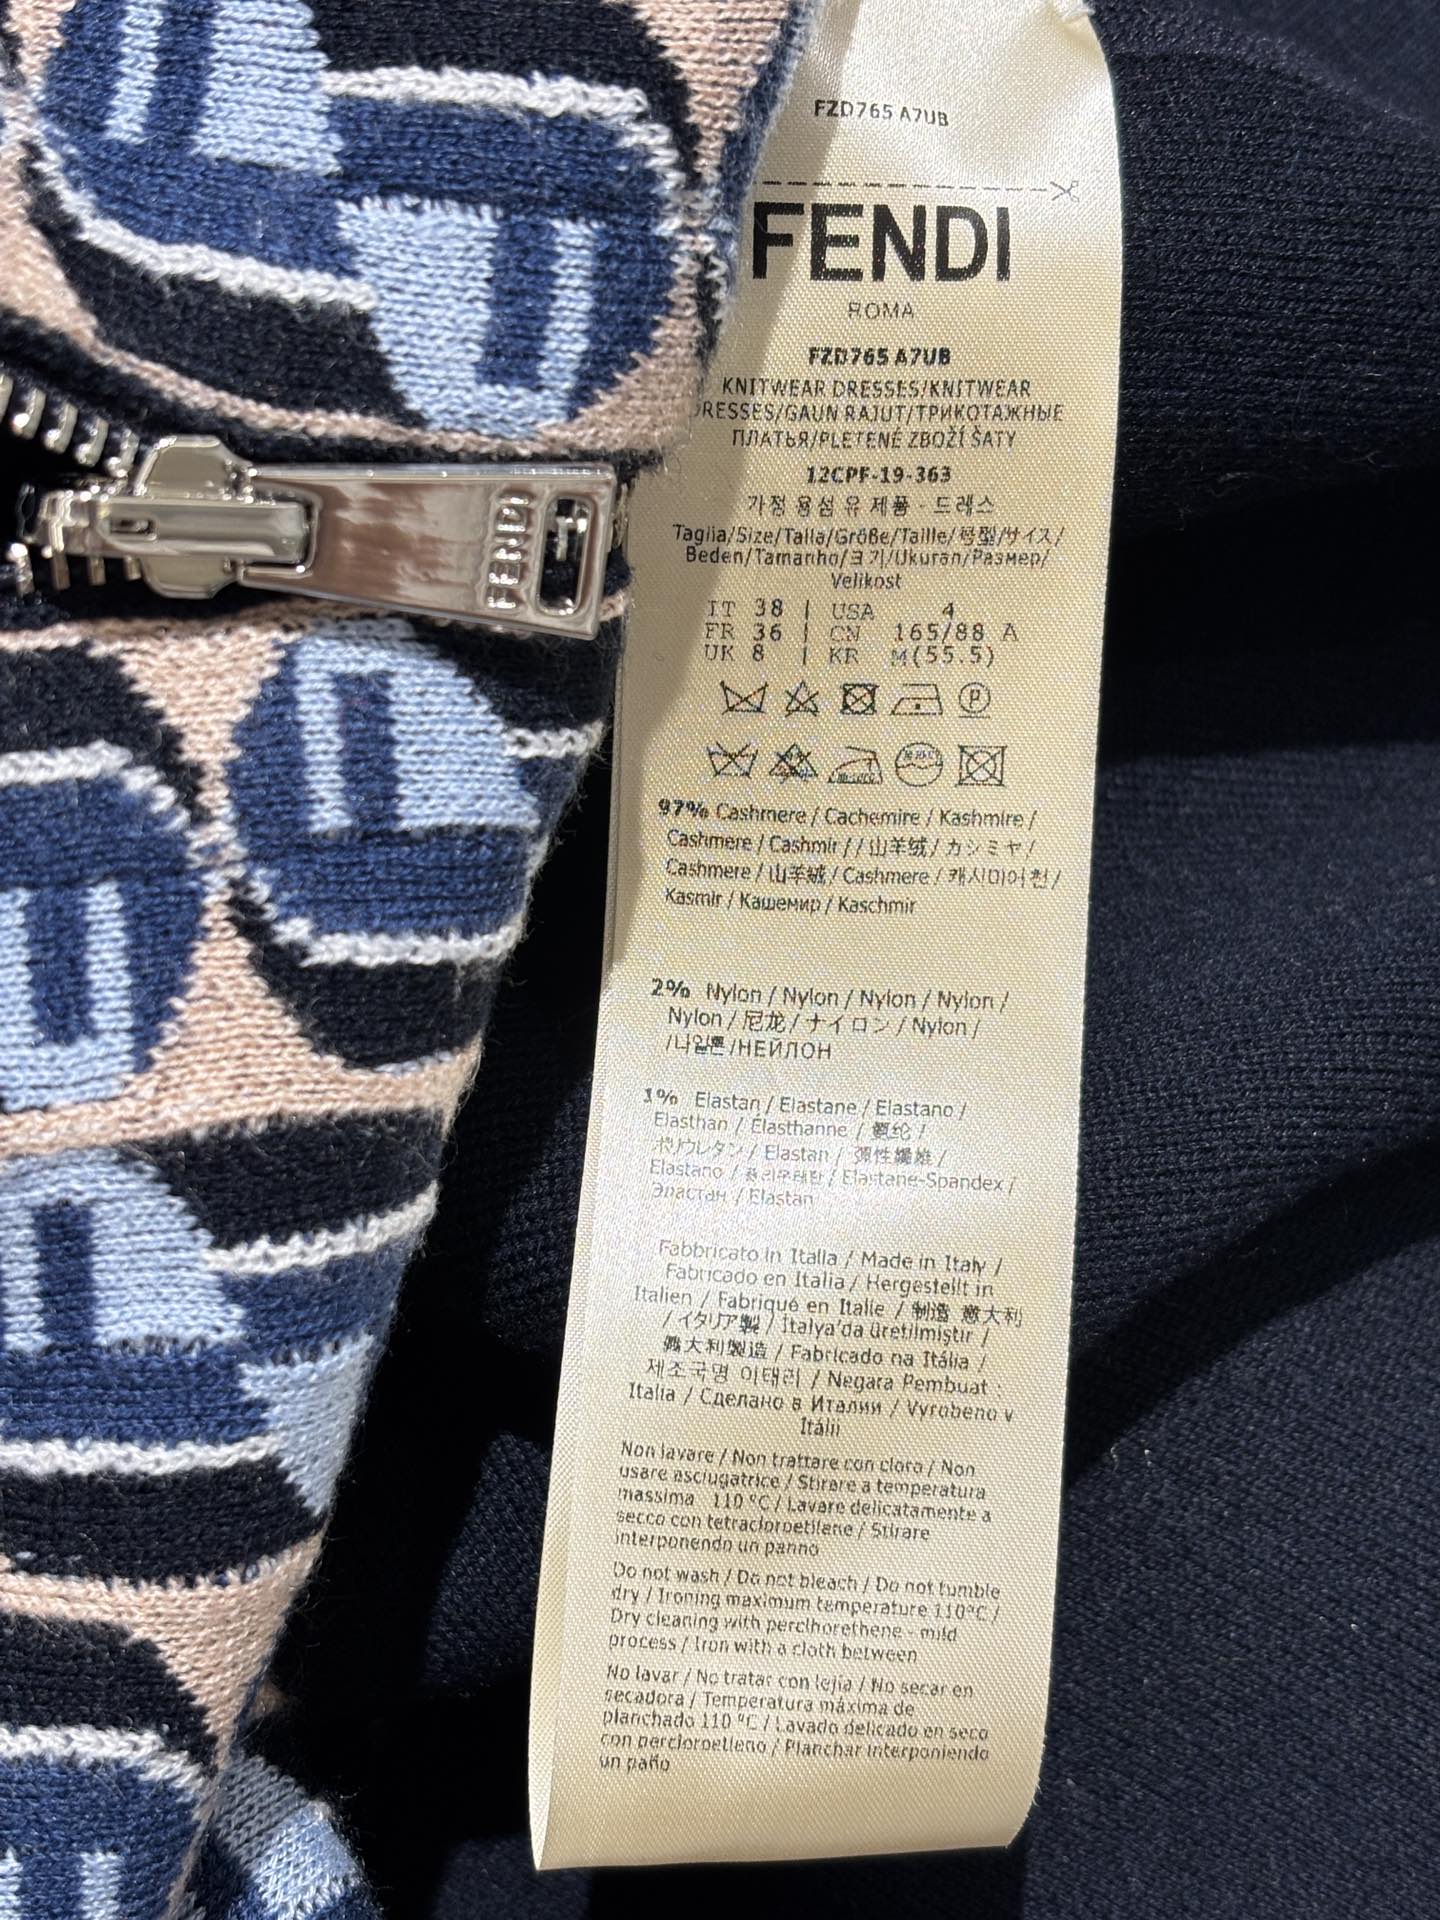 FZD765 A7UB
FENDI
ROMA
FZD765 A7UB
KNITWEAR DRESSES/KNITWEAR
DRESSES/GAUN RAJUT/ТРИКОТАЖНЫЕ
ПЛАТЬЯ/PLETENÉ ZBOŽÍ ŠATY
12CPF-19-363
가정 용섬 유 제품 - 드레스
Taglia/Size/Talla/Größe/Taille/号型/サイズ/
Beden/Tamanho/크기/Ukuran/Размер/
Velikost
IT 38 | USA 4
FR 36 | CN 165/88 A
UK 8 | KR M(55.5)
FENDI
97% Cashmere / Cachemire / Kashmire /
Cashmere / Cashmir / / 山羊绒 / カシミヤ /
Cashmere / 山羊絨 / Cashmere / 캐시미어천 /
Kasmir / Кашемир / Kaschmir
2% Nylon / Nylon / Nylon / Nylon /
Nylon / 尼龙 / ナイロン / Nylon /
/나일론/НЕЙЛОН
1% Elastan / Elastane / Elastano /
Elasthan / Elasthanne / 氨纶 /
ポリウレタン / Elastan / 彈性纖維 /
Elastano / 폴리우레탄 / Elastane-Spandex /
Эластан / Elastan
Fabbricato in Italia / Made in Italy /
Fabricado en Italia / Hergestellt in
Italien / Fabriqué en Italie / 制造 意大利
/ イタリア製 / İtalya'da üretilmiştir /
義大利製造 / Fabricado na Itália /
제조국명 이태리 / Negara Pembuat :
Italia / Сделано в Италии / Vyrobeno v
Itálii
Non lavare / Non trattare con cloro / Non
usare asciugatrice / Stirare a temperatura
massima 110 °C / Lavare delicatamente a
secco con tetracloroetilene / Stirare
interponendo un panno
Do not wash / Do not bleach / Do not tumble
dry / Ironing maximum temperature 110°C /
Dry cleaning with perclhorethene - mild
process / Iron with a cloth between
No lavar / No tratar con lejía / No secar en
secadora / Temperatura máxima de
planchado 110 °C / Lavado delicado en seco
con percloroetileno / Planchar interponiendo
un paño